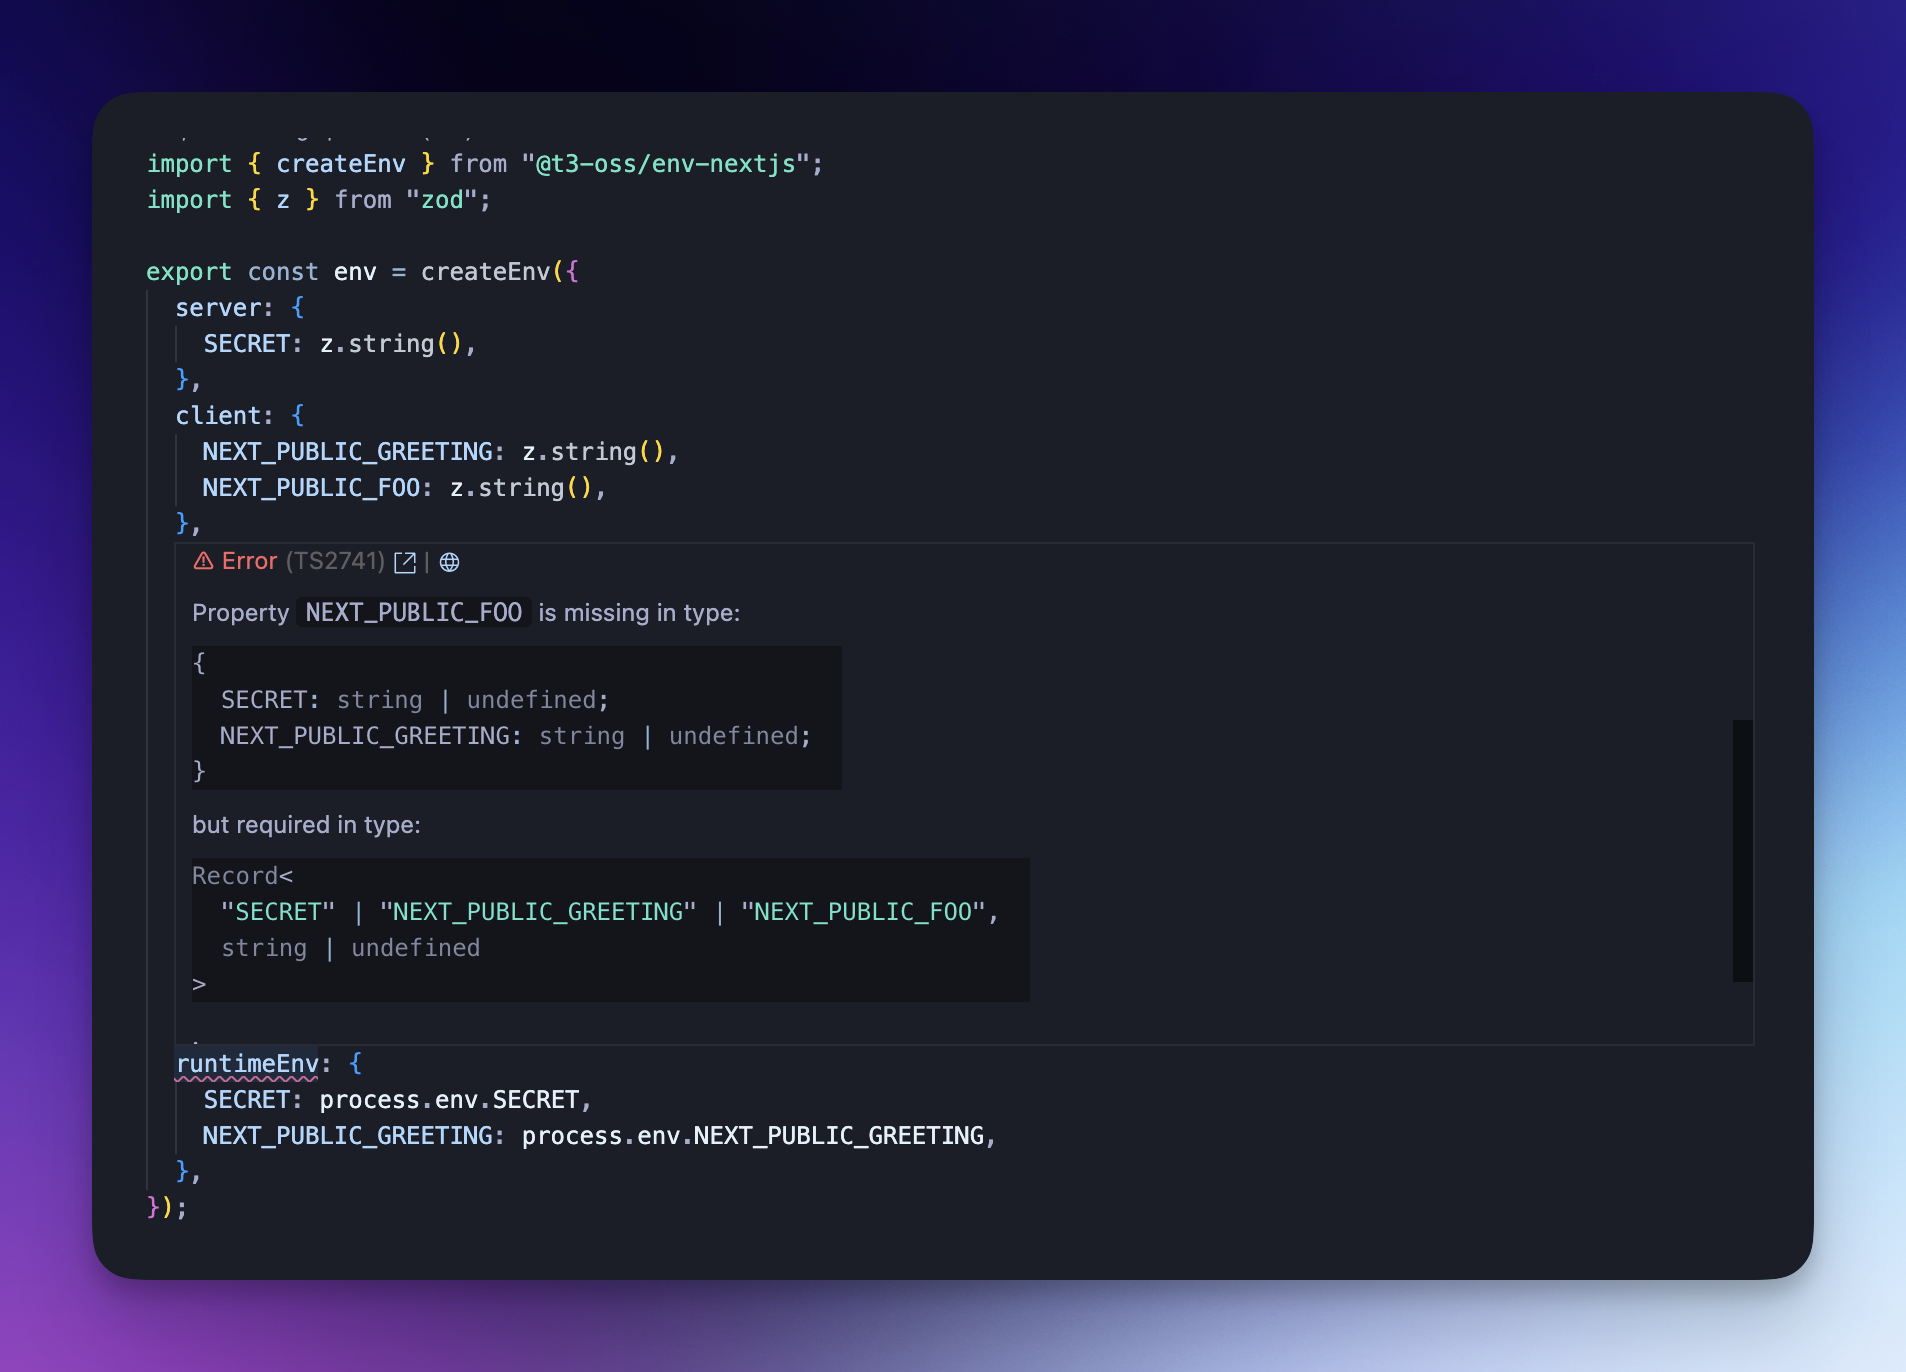 import { createEnv } from "@t3-oss/env-nextjs";
import { z } from "zod";
export const env = createEnv({
server: {
SECRET: z.string(),
},
client: {
NEXT_PUBLIC_GREETING: z.string(),
NEXT_PUBLIC_FOO: z.string(),
},
Error (TS2741) |
Property NEXT_PUBLIC_FOO is missing in type:
{
SECRET: string | undefined;
NEXT_PUBLIC_GREETING: string | undefined;
}
but required in type:
Record<
"SECRET" | "NEXT_PUBLIC_GREETING" | "NEXT_PUBLIC_FOO",
string | undefined
>
runtimeEnv: {
SECRET: process.env.SECRET,
NEXT_PUBLIC_GREETING: process.env.NEXT_PUBLIC_GREETING,
},
});